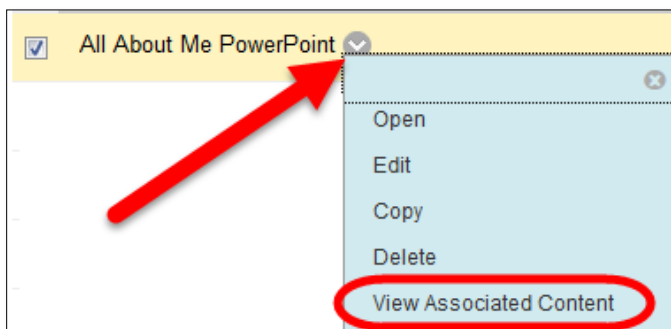 All About Me PowerPoint
Open
Edit
Copy
Delete
View Associated Content